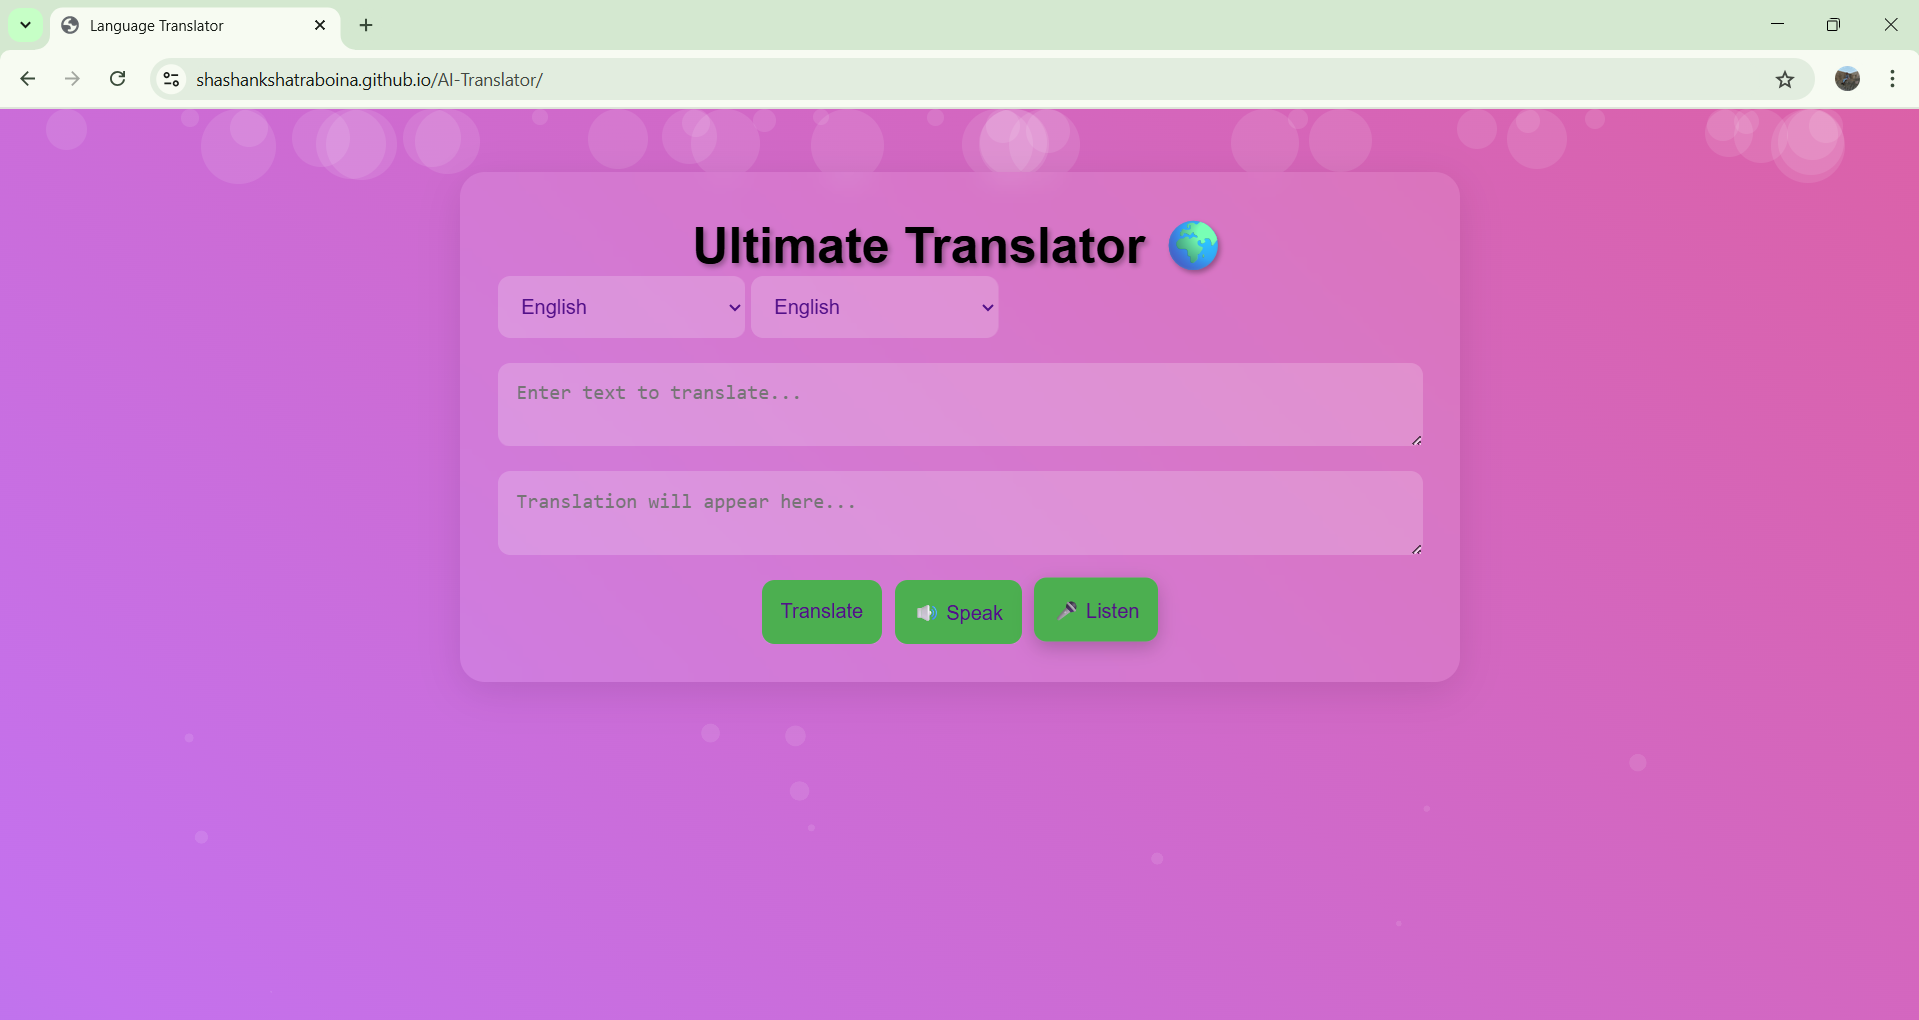 Language Translator
shashankshatraboina.github.io/AI-Translator/
Ultimate Translator 🌍
English English
Enter text to translate...
Translation will appear here...
Translate 🔊 Speak 🎤 Listen